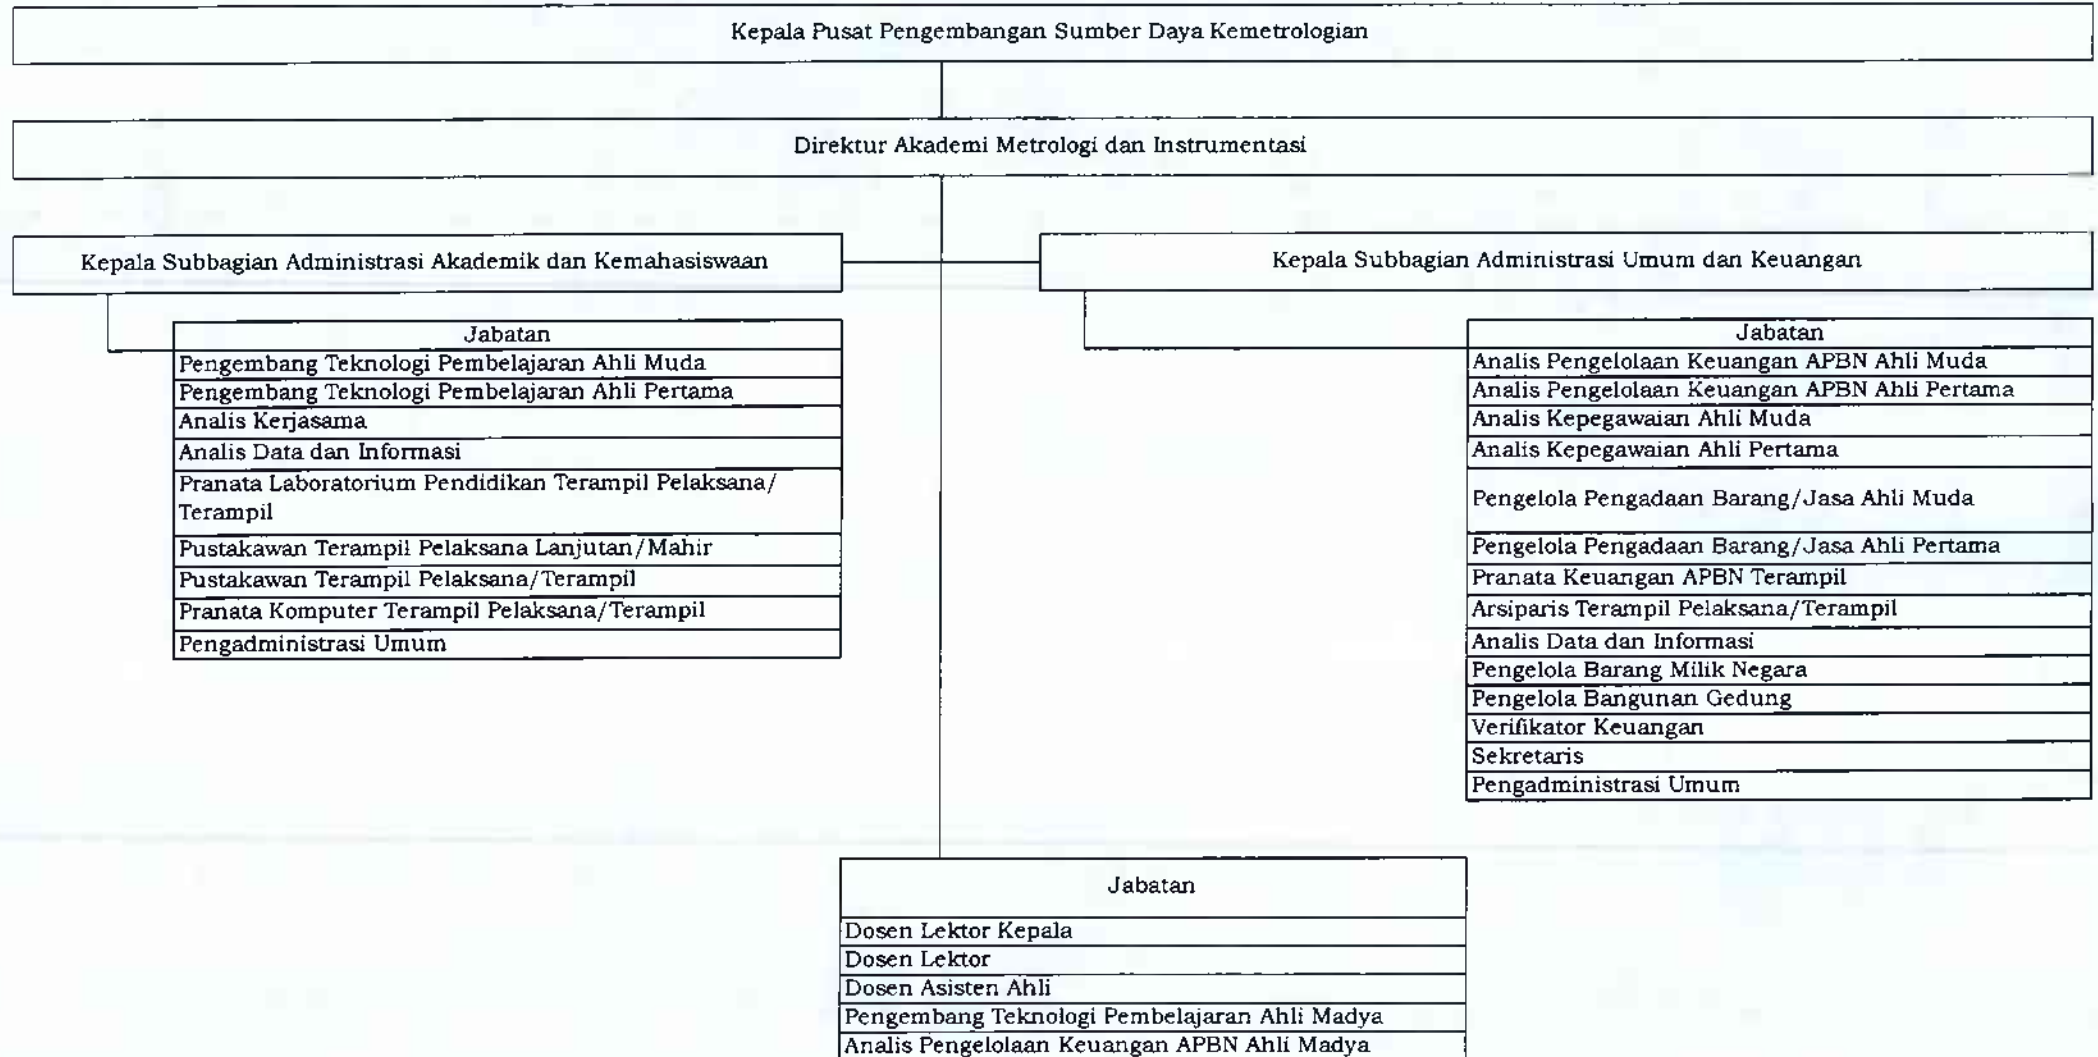 Kepala Pusat Pengembangan Sumber Daya Kemetrologian
Direktur Akademi Metrologi dan Instrumentasi
Kepala Subbagian Administrasi Akademik dan Kemahasiswaan
Kepala Subbagian Administrasi Umum dan Keuangan
Jabatan
Pengembang Teknologi Pembelajaran Ahli Muda
Pengembang Teknologi Pembelajaran Ahli Pertama
Analis Kerjasama
Analis Data dan Informasi
Pranata Laboratorium Pendidikan Terampil Pelaksana/
Terampil
Pustakawan Terampil Pelaksana Lanjutan/Mahir
Pustakawan Terampil Pelaksana/Terampil
Pranata Komputer Terampil Pelaksana/Terampil
Pengadministrasi Umum
Jabatan
Analis Pengelolaan Keuangan APBN Ahli Muda
Analis Pengelolaan Keuangan APBN Ahli Pertama
Analis Kepegawaian Ahli Muda
Analis Kepegawaian Ahli Pertama
Pengelola Pengadaan Barang/Jasa Ahli Muda
Pengelola Pengadaan Barang/Jasa Ahli Pertama
Pranata Keuangan APBN Terampil
Arsiparis Terampil Pelaksana/Terampil
Analis Data dan Informasi
Pengelola Barang Milik Negara
Pengelola Bangunan Gedung
Verifikator Keuangan
Sekretaris
Pengadministrasi Umum
Jabatan
Dosen Lektor Kepala
Dosen Lektor
Dosen Asisten Ahli
Pengembang Teknologi Pembelajaran Ahli Madya
Analis Pengelolaan Keuangan APBN Ahli Madya